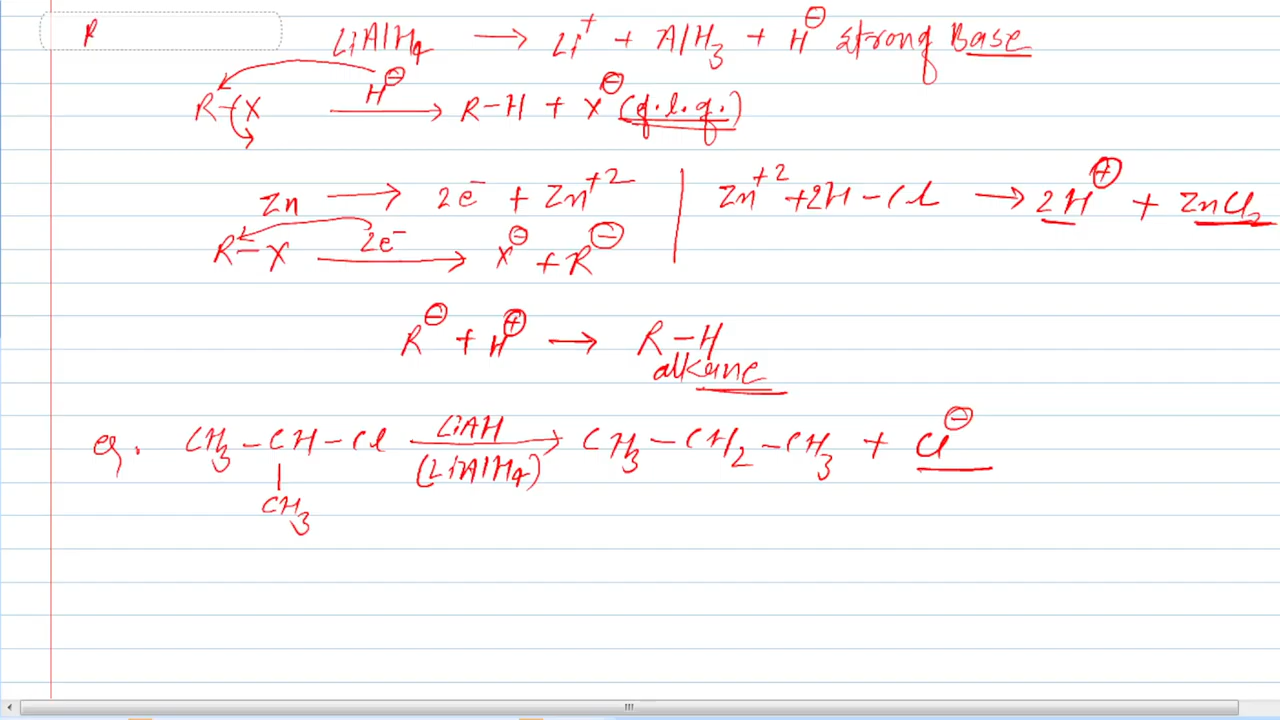 R
LiAlH₄ → Li⁺ + AlH₃ + H⊖ strong Base
R-X H⊖ → R-H + X⊖ (g.l.g.)
Zn → 2e⁻ + Zn⁺² | Zn⁺² + 2H-Cl → 2H⊕ + ZnCl₂
R-X 2e⁻ → X⊖ + R⊖
R⊖ + H⊕ → R-H
alkane
eg. CH₃-CH-Cl LiAH → CH₃-CH₂-CH₃ + Cl⊖
(LiAlH₄)
CH₃